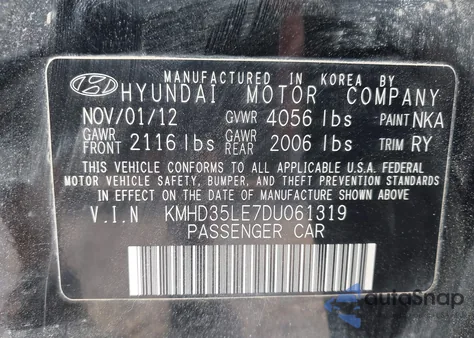 MANUFACTURED IN KOREA BY
HYUNDAI MOTOR COMPANY
NOV/01/12 GVWR 4056 lbs PAINT NKA
GAWR FRONT 2116 lbs GAWR REAR 2006 lbs TRIM RY
THIS VEHICLE CONFORMS TO ALL APPLICABLE U.S.A. FEDERAL
MOTOR VEHICLE SAFETY, BUMPER, AND THEFT PREVENTION STANDARDS
IN EFFECT ON THE DATE OF MANUFACTURE SHOWN ABOVE
V.I.N KMHD35LE7DU061319
PASSENGER CAR
autoSnap